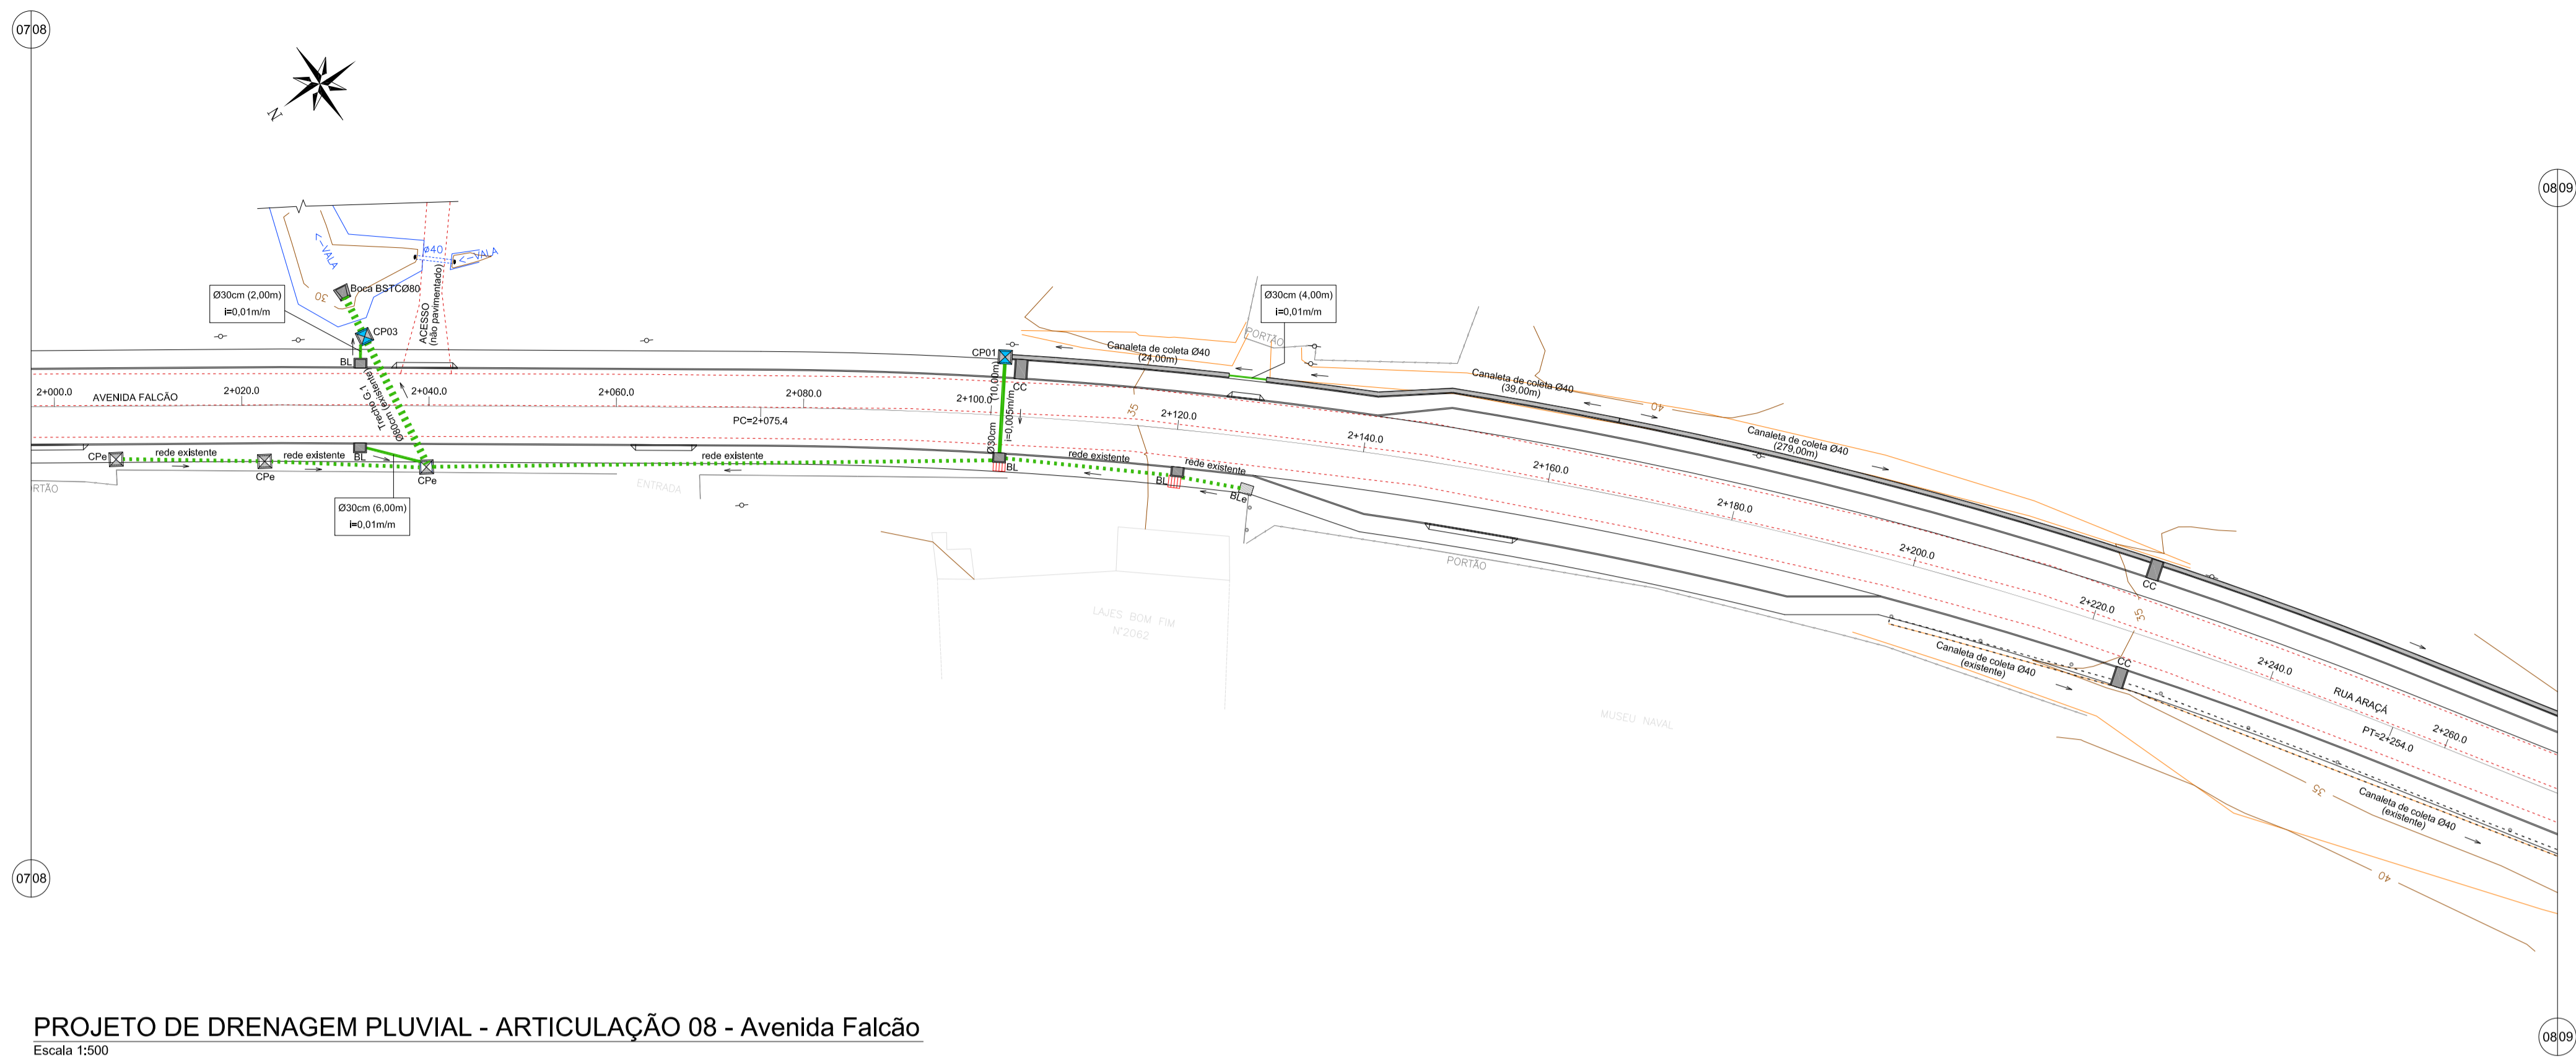 07 08
N
<--VALA
ø40
<--VALA
30
Boca BSTCØ80
Ø30cm (2,00m)
i=0,01m/m
CP03
ACESSO
(não pavimentado)
BL
Trecho G.1
Ø80cm (existente)
Ø30cm (4,00m)
i=0,01m/m
PORTÃO
CP01
Canaleta de coleta Ø40
(24,00m)
CC
Canaleta de coleta Ø40
(39,00m)
40
Canaleta de coleta Ø40
(279,00m)
08 09
2+000.0
AVENIDA FALCÃO
2+020.0
2+040.0
2+060.0
PC=2+075,4
2+080.0
2+100.0
Ø30cm (10,00m)
i=0,005m/m
35
2+120.0
2+140.0
2+160.0
2+180.0
2+200.0
2+220.0
2+240.0
2+260.0
RUA ARAÇÁ
PT=2+254.0
CC
35
CPe
rede existente
CPe
rede existente
BL
CPe
rede existente
BL
rede existente
BL
rede existente
BLe
RTÃO
Ø30cm (6,00m)
i=0,01m/m
ENTRADA
PORTÃO
LAJES BOM FIM
N°2062
MUSEU NAVAL
Canaleta de coleta Ø40
(existente)
CC
35
Canaleta de coleta Ø40
(existente)
40
07 08
08 09
PROJETO DE DRENAGEM PLUVIAL - ARTICULAÇÃO 08 - Avenida Falcão
Escala 1:500